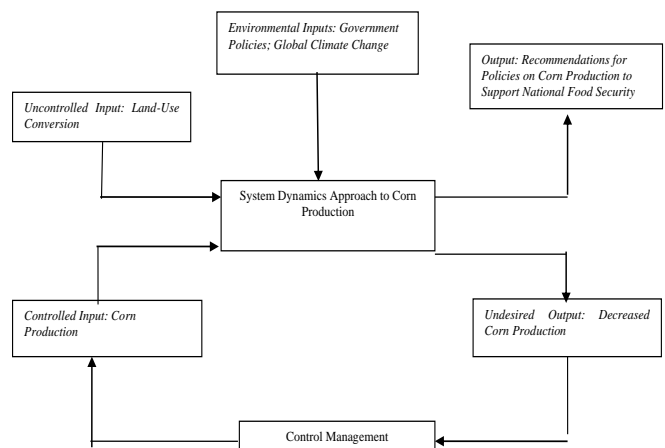 Environmental Inputs: Government
Policies; Global Climate Change
Output: Recommendations for
Policies on Corn Production to
Support National Food Security
Uncontrolled Input: Land-Use
Conversion
System Dynamics Approach to Corn
Production
Controlled Input: Corn
Production
Undesired Output: Decreased
Corn Production
Control Management